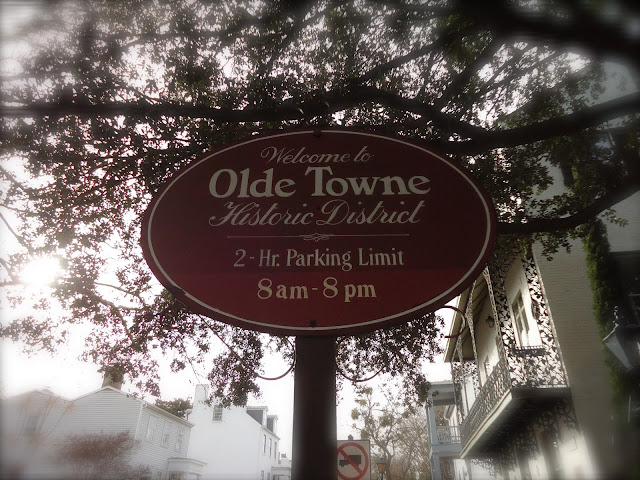 Welcome to
Olde Towne
Historic District
2-Hr. Parking Limit
8am-8pm